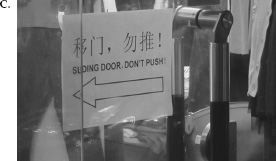 c.
移门，勿推！
SLIDING DOOR. DON'T PUSH!